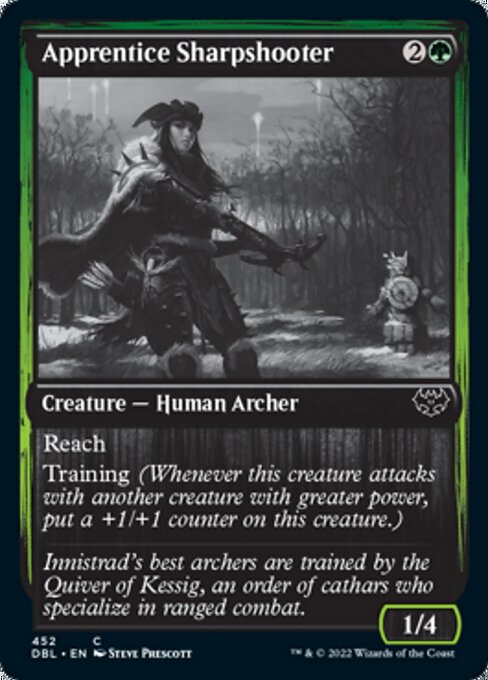 Apprentice Sharpshooter 2
Creature — Human Archer
Reach
Training (Whenever this creature attacks
with another creature with greater power,
put a +1/+1 counter on this creature.)
Innistrad's best archers are trained by the
Quiver of Kessig, an order of cathars who
specialize in ranged combat.
1/4
452 C
DBL • EN Steve Prescott
™ & © 2022 Wizards of the Coast